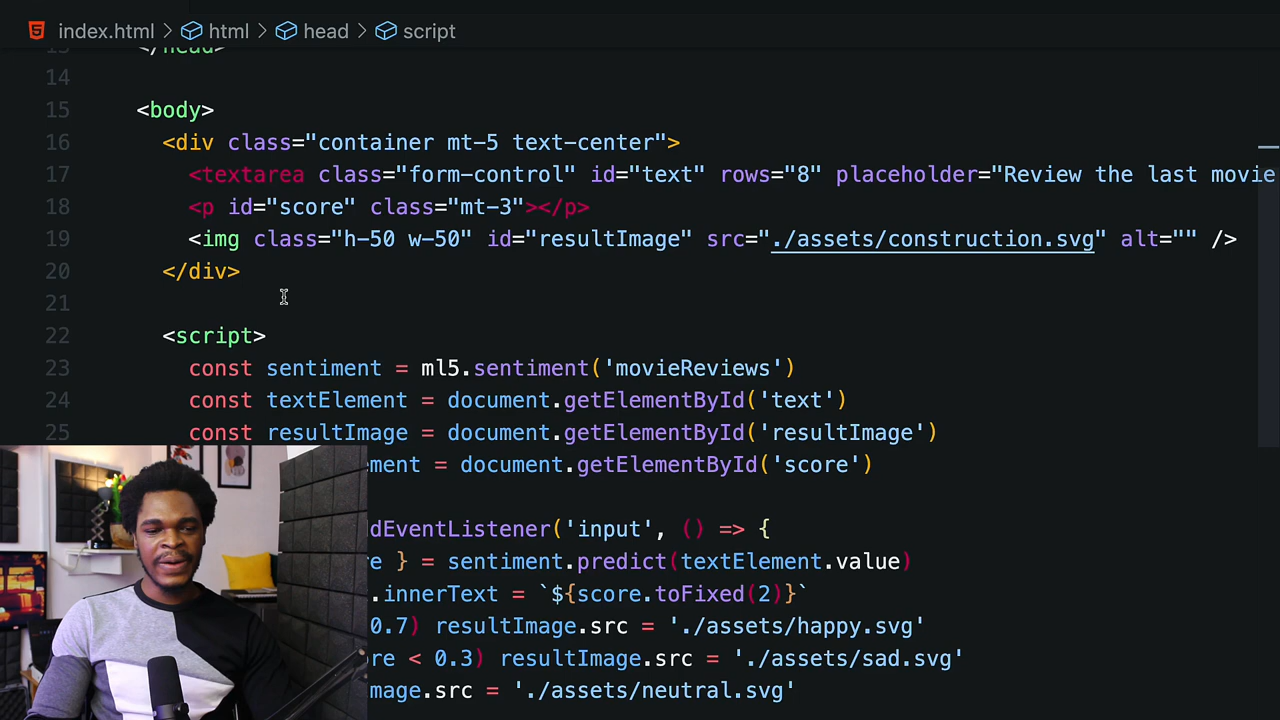 index.html > html > head > script
13 </head>
14
15 <body>
16 <div class="container mt-5 text-center">
17 <textarea class="form-control" id="text" rows="8" placeholder="Review the last movie
18 <p id="score" class="mt-3"></p>
19 <img class="h-50 w-50" id="resultImage" src="./assets/construction.svg" alt="" />
20 </div>
21
22 <script>
23 const sentiment = ml5.sentiment('movieReviews')
24 const textElement = document.getElementById('text')
25 const resultImage = document.getElementById('resultImage')
ement = document.getElementById('score')
dEventListener('input', () => {
re } = sentiment.predict(textElement.value)
.innerText = `${score.toFixed(2)}`
0.7) resultImage.src = './assets/happy.svg'
re < 0.3) resultImage.src = './assets/sad.svg'
mage.src = './assets/neutral.svg'